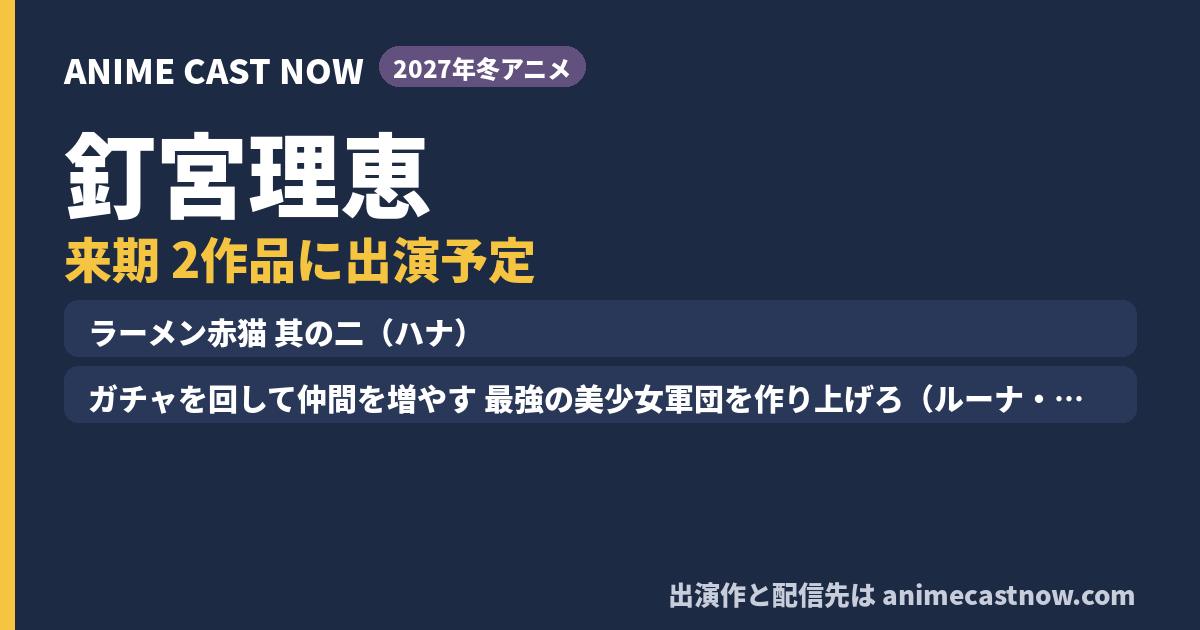 ANIME CAST NOW 2027年冬アニメ
釘宮理恵
来期 2作品に出演予定
ラーメン赤猫 其の二（ハナ）
ガチャを回して仲間を増やす 最強の美少女軍団を作り上げろ（ルーナ・…
出演作と配信先は animecastnow.com